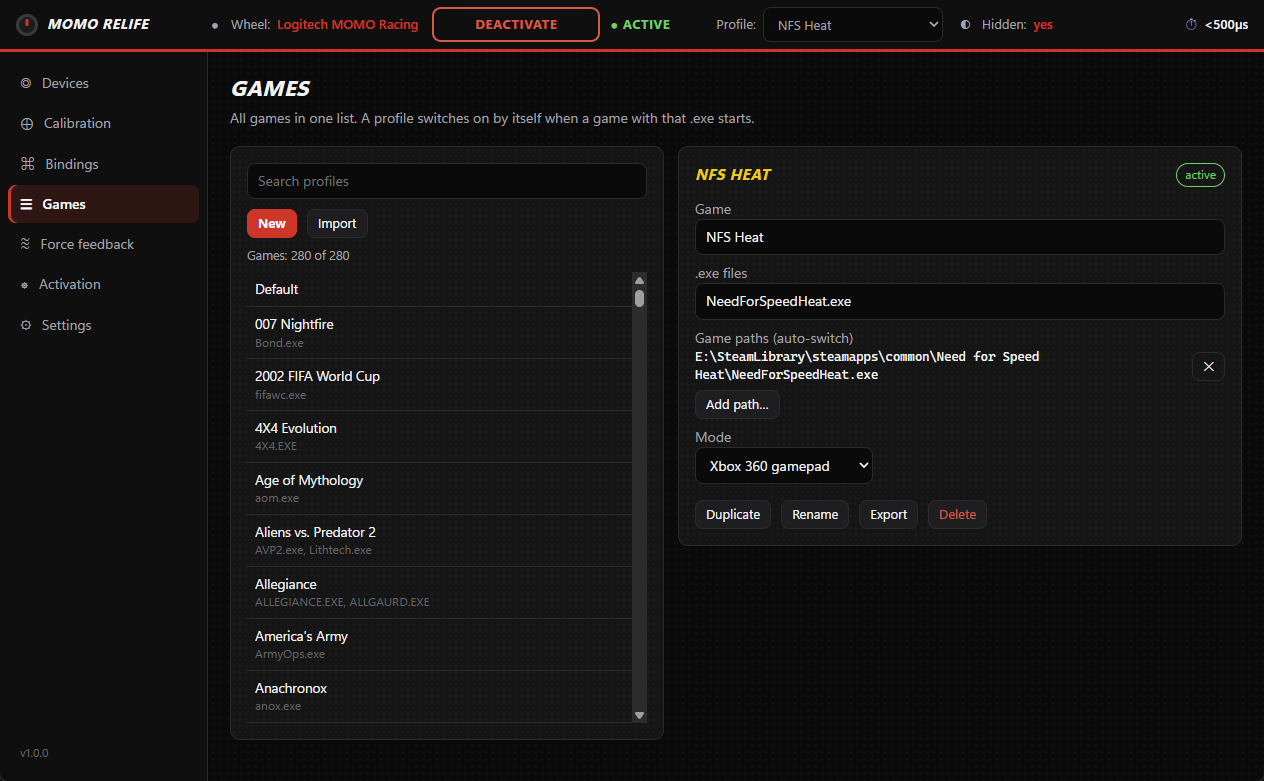 MOMO RELIFE
Wheel: Logitech MOMO Racing
DEACTIVATE
ACTIVE
Profile: NFS Heat
Hidden: yes
<500µs
Devices
Calibration
Bindings
Games
Force feedback
Activation
Settings
v1.0.0
GAMES
All games in one list. A profile switches on by itself when a game with that .exe starts.
Search profiles
New Import
Games: 280 of 280
Default
007 Nightfire
Bond.exe
2002 FIFA World Cup
fifawc.exe
4X4 Evolution
4X4.EXE
Age of Mythology
aom.exe
Aliens vs. Predator 2
AVP2.exe, Lithtech.exe
Allegiance
ALLEGIANCE.EXE, ALLGAURD.EXE
America's Army
ArmyOps.exe
Anachronox
anox.exe
NFS HEAT
active
Game
NFS Heat
.exe files
NeedForSpeedHeat.exe
Game paths (auto-switch)
E:\SteamLibrary\steamapps\common\Need for Speed
Heat\NeedForSpeedHeat.exe
Add path...
Mode
Xbox 360 gamepad
Duplicate Rename Export Delete